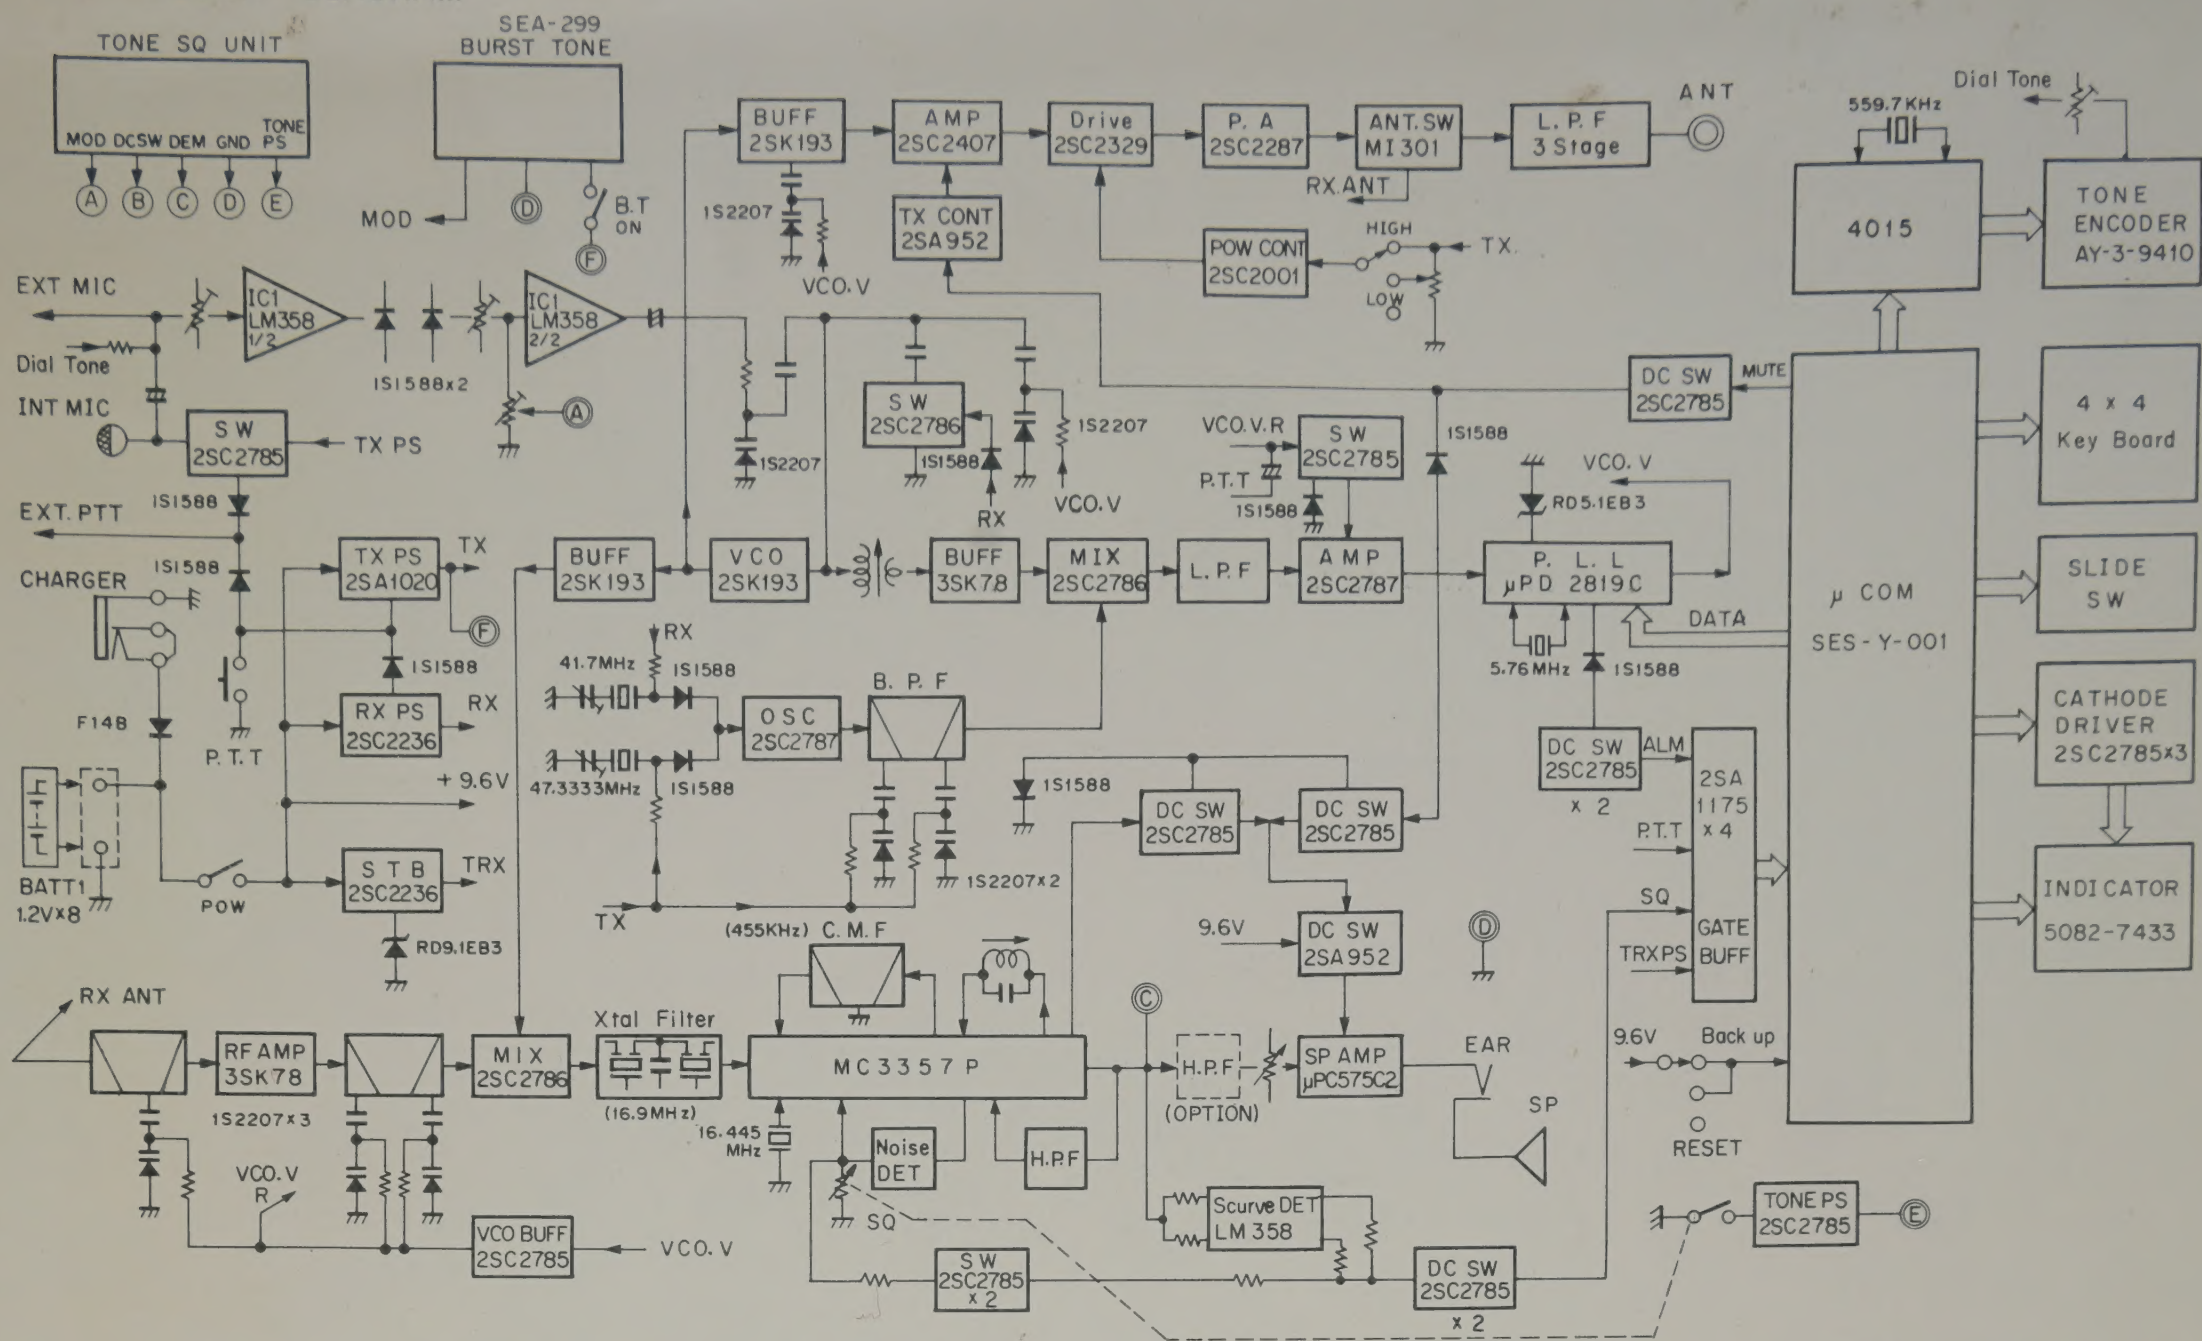 TONE SQ UNIT
MOD DCSW DEM GND TONE PS
A B C D E
SEA-299
BURST TONE
MOD
D
B.T
ON
F
BUFF
2SK193
AMP
2SC2407
Drive
2SC2329
P. A
2SC2287
ANT.SW
MI301
L.P.F
3 Stage
ANT
RX.ANT
1S2207
VCO.V
TX CONT
2SA952
POW CONT
2SC2001
HIGH
LOW
TX.
559.7KHz
Dial Tone
4015
TONE
ENCODER
AY-3-9410
EXT MIC
Dial Tone
INT MIC
IC1
LM358
1/2
1S1588x2
IC1
LM358
2/2
A
SW
2SC2785
TX PS
1S1588
EXT. PTT
1S1588
1S2207
SW
2SC2786
1S1588
RX
1S2207
VCO.V
VCO.V.R
P.T.T
SW
2SC2785
1S1588
1S1588
DC SW
2SC2785
MUTE
VCO.V
RD5.1EB3
4 x 4
Key Board
CHARGER
TX PS
2SA1020
TX
F
1S1588
RX PS
2SC2236
RX
P.T.T
F14B
+ 9.6V
BATT1
1.2Vx8
POW
STB
2SC2236
TRX
RD9.1EB3
BUFF
2SK193
VCO
2SK193
BUFF
3SK78
MIX
2SC2786
L.P.F
AMP
2SC2787
P. L. L
μPD 2819C
DATA
5.76MHz
1S1588
μ COM
SES-Y-001
SLIDE
SW
RX
41.7MHz
1S1588
47.3333MHz
1S1588
OSC
2SC2787
B. P. F
1S2207x2
TX
1S1588
DC SW
2SC2785
DC SW
2SC2785
DC SW
2SC2785
x 2
ALM
P.T.T
SQ
TRXPS
2SA
1175
x 4
GATE
BUFF
CATHODE
DRIVER
2SC2785x3
INDICATOR
5082-7433
9.6V
DC SW
2SA952
D
RX ANT
RF AMP
3SK78
1S2207x3
MIX
2SC2786
Xtal Filter
(16.9MHz)
(455KHz) C.M.F
MC3357P
16.445
MHz
Noise
DET
H.P.F
C
H.P.F
(OPTION)
SP AMP
μPC575C2
EAR
SP
9.6V
Back up
RESET
VCO.V
R
VCO BUFF
2SC2785
VCO.V
SQ
Scurve DET
LM 358
SW
2SC2785
x 2
DC SW
2SC2785
x 2
TONE PS
2SC2785
E